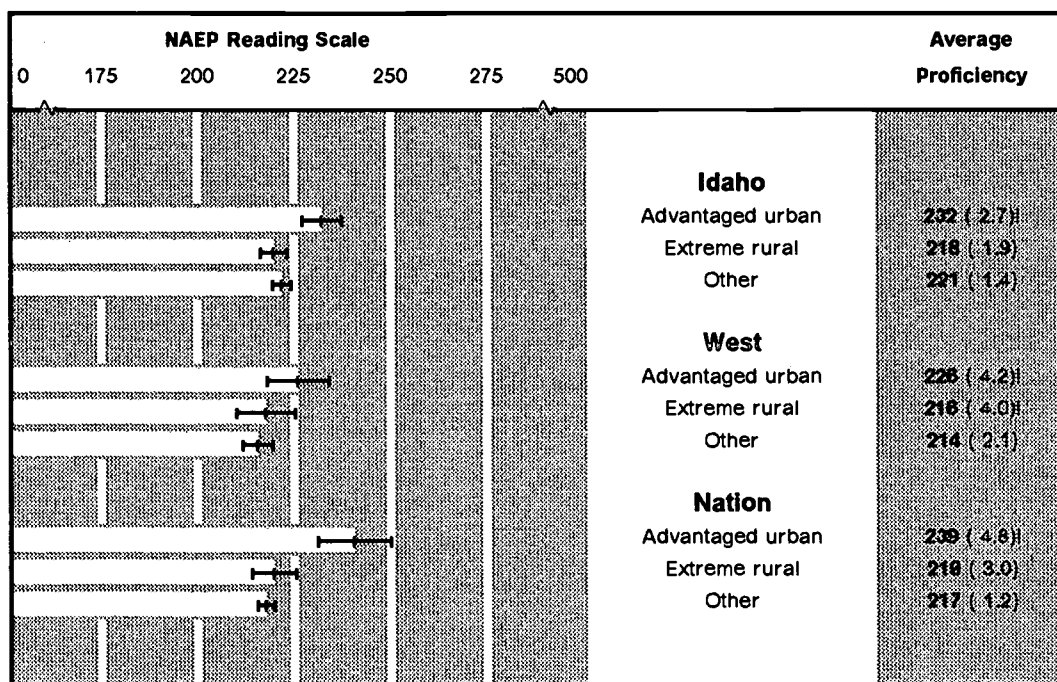 NAEP Reading Scale
Average
0 175 200 225 250 275 500
Proficiency
Idaho
Advantaged urban 232 ( 2.7)!
Extreme rural 218 ( 1.9)
Other 221 ( 1.4)
West
Advantaged urban 225 ( 4.2)!
Extreme rural 216 ( 4.0)!
Other 214 ( 2.1)
Nation
Advantaged urban 239 ( 4.8)!
Extreme rural 218 ( 3.0)
Other 217 ( 1.2)